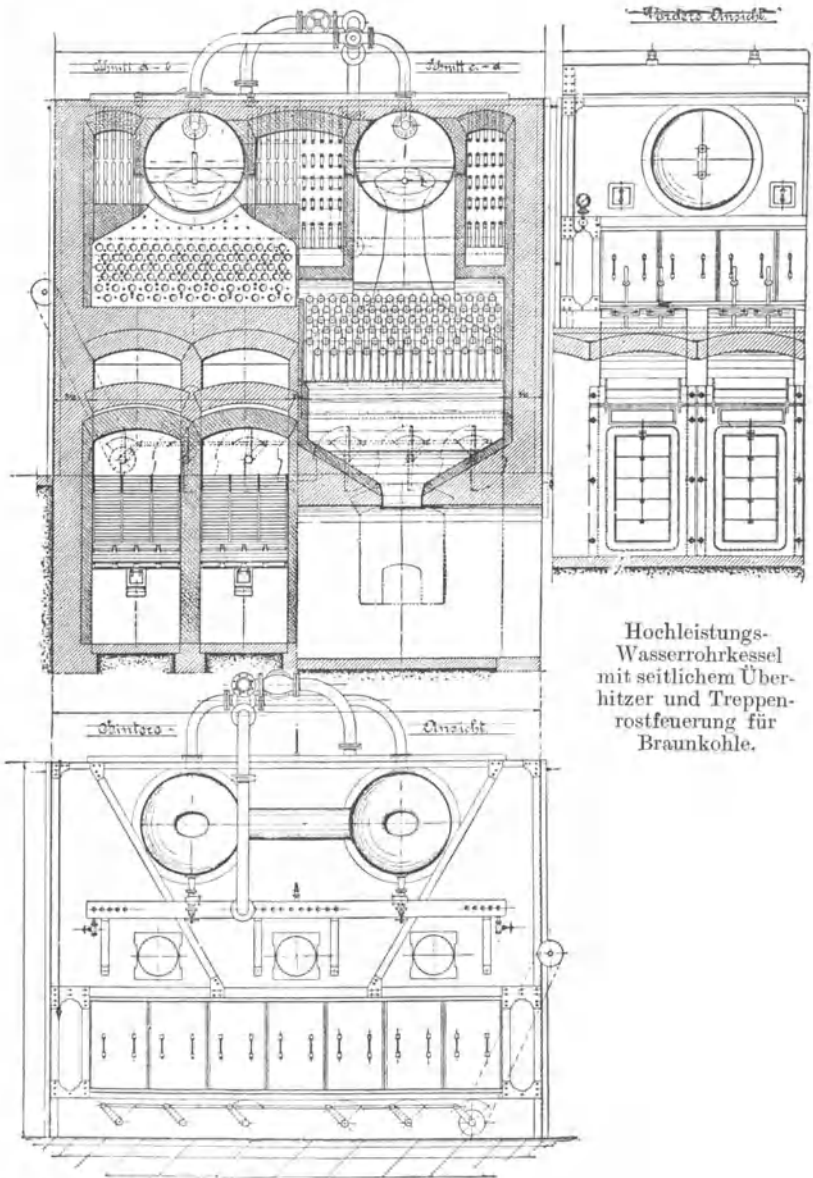 Vordere Ansicht.
Schnitt a-b
Schnitt c-d
Hochleistungs-
Wasserrohrkessel
mit seitlichem Über-
hitzer und Treppen-
rostfeuerung für
Braunkohle.
Hintere - Ansicht.